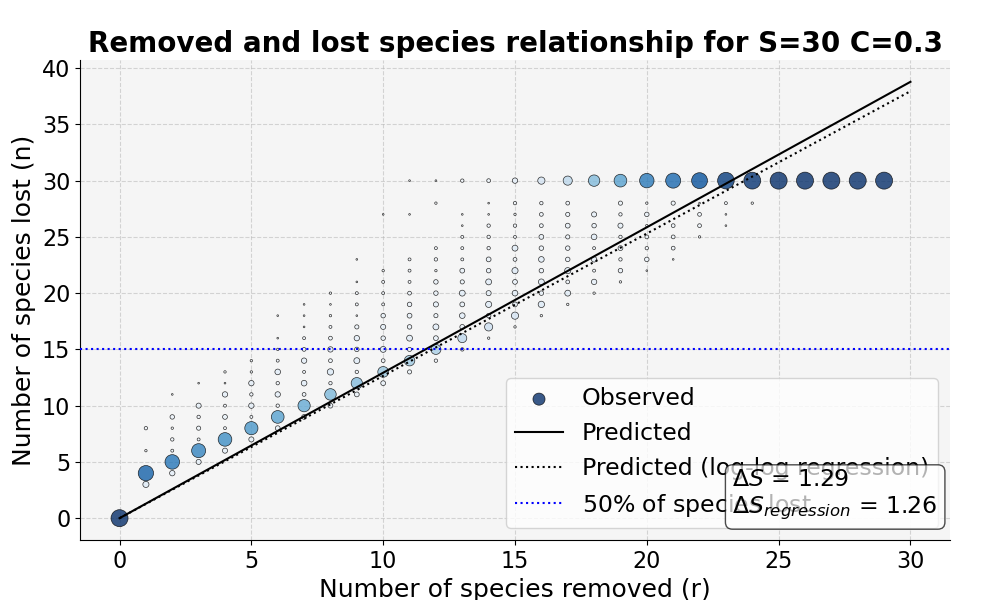 Removed and lost species relationship for S=30 C=0.3
Number of species lost (n)
40
35
30
25
20
15
10
5
0
0 5 10 15 20 25 30
Number of species removed (r)
Observed
Predicted
Predicted (log-log regression)
50% of species lost
ΔS = 1.29
ΔS_regression = 1.26